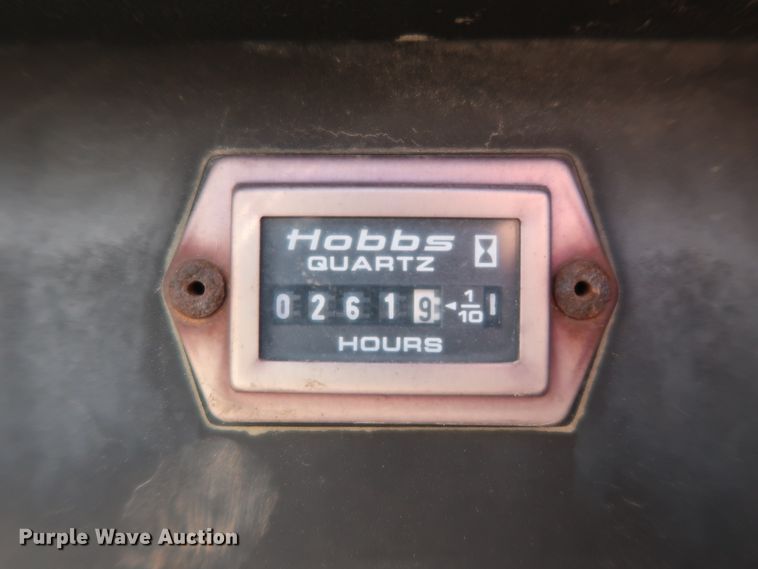 Hobbs
QUARTZ
0 2 6 1 9 ◄ 1/10
HOURS
Purple Wave Auction